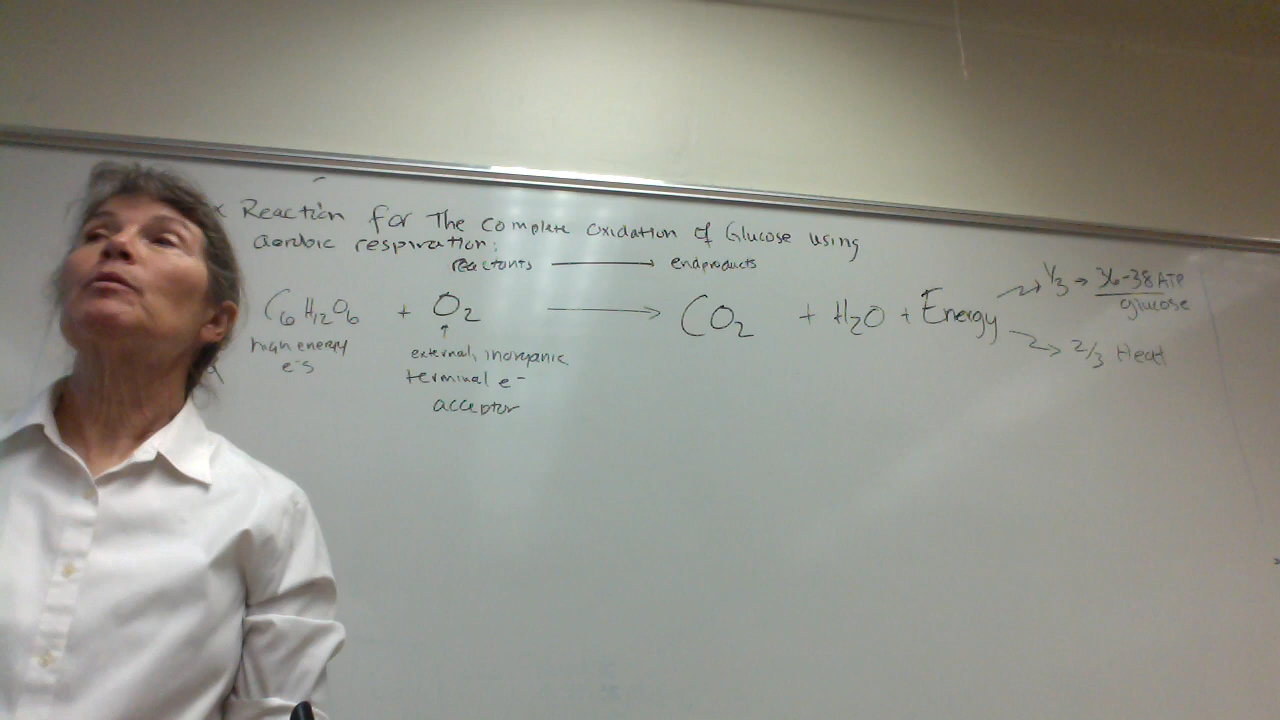 Reaction for The complete oxidation of Glucose using
aerobic respiration:
reactants → endproducts
C6H12O6 + O2 → CO2 + H2O + Energy
1/3 → 36-38 ATP
glucose
2/3 Heat
high energy
e-s
external, inorganic
terminal e-
acceptor